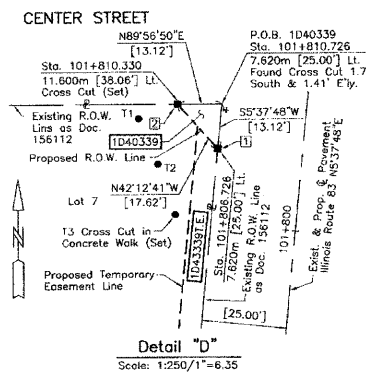 CENTER STREET
N89°56'50"E
[13.12']
P.O.B. 1D40339
Sta. 101+810.726
7.620m [25.00'] Lt.
Found Cross Cut 1.7
South & 1.41' E'ly.
Sta. 101+810.330
11.600m [38.06'] Lt.
Cross Cut (Set)
T1
2
S5°37'48"W
[13.12']
Existing R.O.W.
Line as Doc.
156112
1D40339
1
Proposed R.O.W. Line
T2
N42°12'41"W
[17.62']
Lot 7
T3 Cross Cut in
Concrete Walk (Set)
N
1D43339T.E.
Sta. 101+806.726
7.620m [25.00'] Lt.
Existing R.O.W. Line
as Doc. 156112
101+800
Exist. & Prop. ℄ Pavement
Illinois Route 83 N5°37'48"E
Proposed Temporary
Easement Line
[25.00']
Detail "D"
Scale: 1:250/1"=6.35